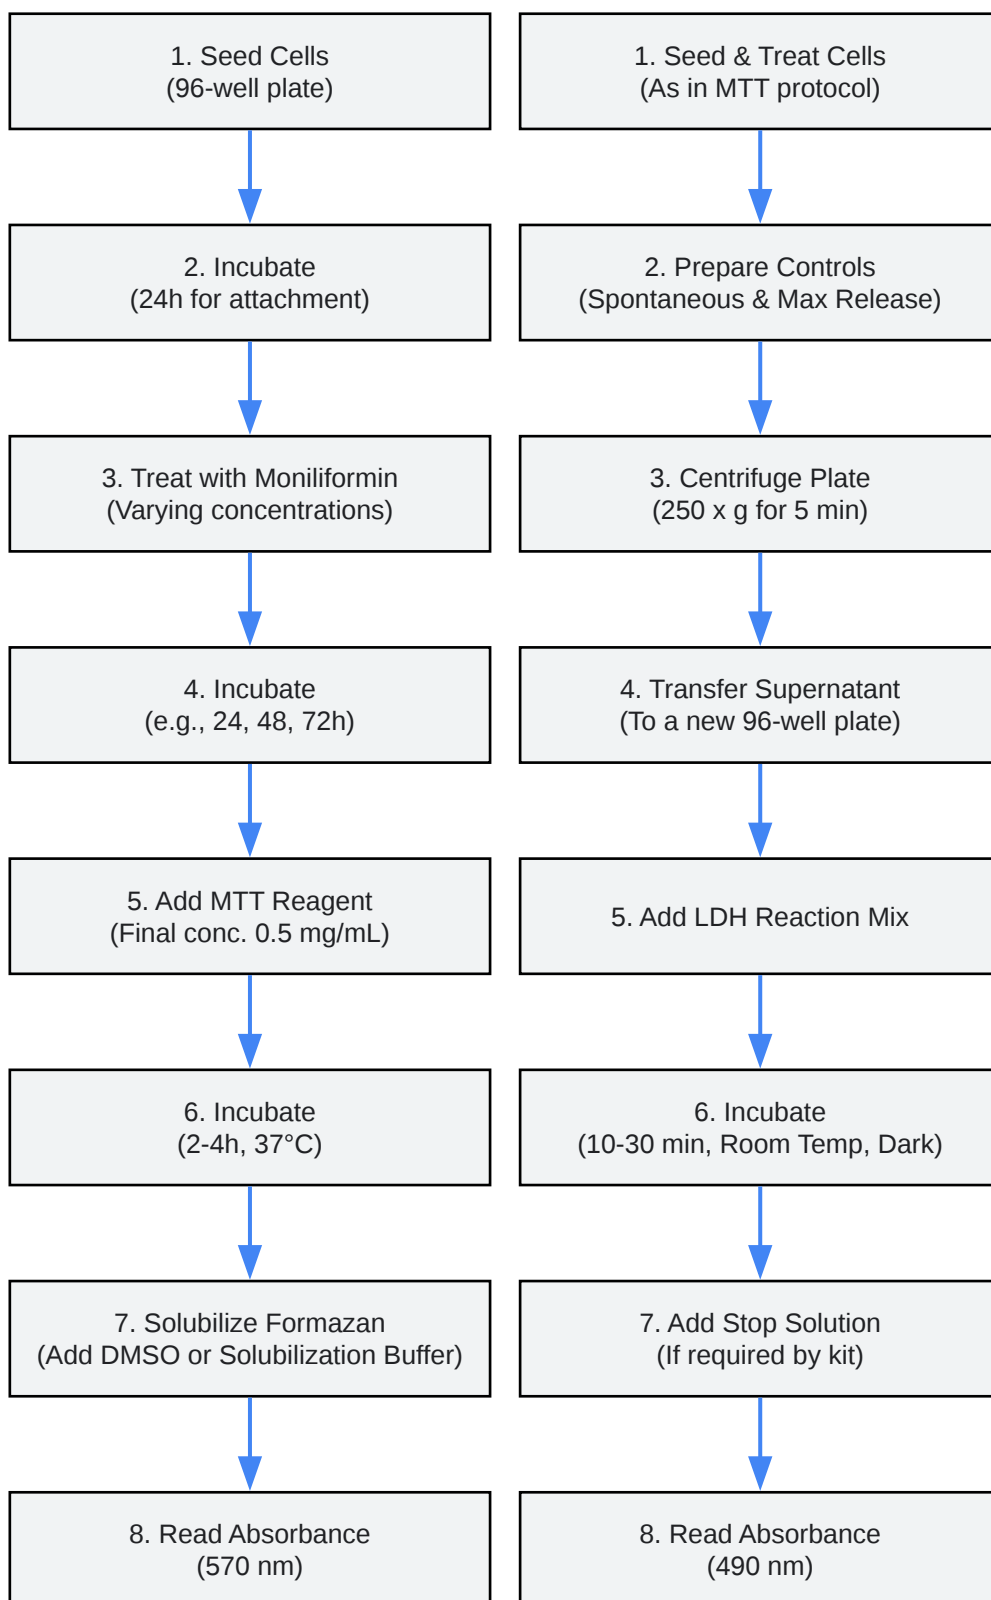 1. Seed Cells
(96-well plate)
2. Incubate
(24h for attachment)
3. Treat with Moniliformin
(Varying concentrations)
4. Incubate
(e.g., 24, 48, 72h)
5. Add MTT Reagent
(Final conc. 0.5 mg/mL)
6. Incubate
(2-4h, 37°C)
7. Solubilize Formazan
(Add DMSO or Solubilization Buffer)
8. Read Absorbance
(570 nm)
1. Seed & Treat Cells
(As in MTT protocol)
2. Prepare Controls
(Spontaneous & Max Release)
3. Centrifuge Plate
(250 x g for 5 min)
4. Transfer Supernatant
(To a new 96-well plate)
5. Add LDH Reaction Mix
6. Incubate
(10-30 min, Room Temp, Dark)
7. Add Stop Solution
(If required by kit)
8. Read Absorbance
(490 nm)